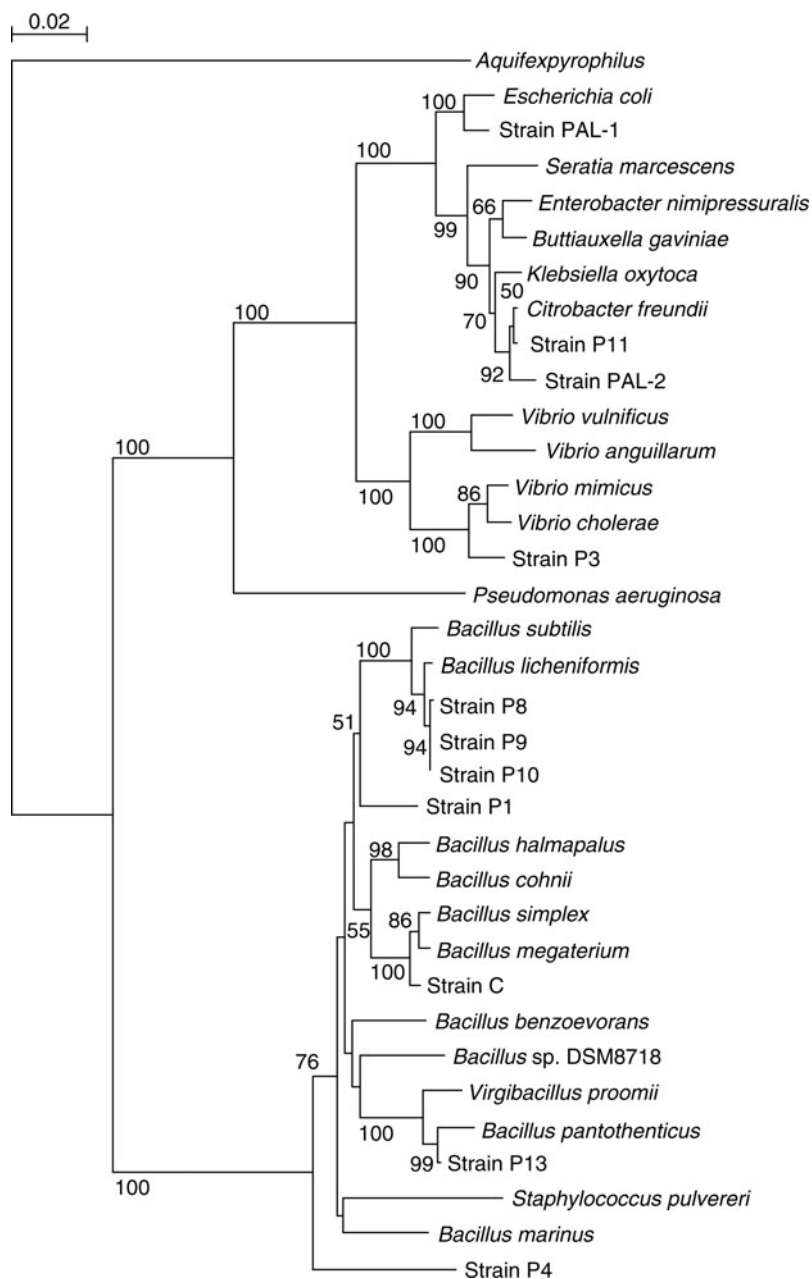 0.02
Aquifexpyrophilus
Escherichia coli
100
Strain PAL-1
100
Seratia marcescens
66
Enterobacter nimipressuralis
99
Buttiauxella gaviniae
90
Klebsiella oxytoca
50
Citrobacter freundii
100
70
Strain P11
92
Strain PAL-2
Vibrio vulnificus
100
100
Vibrio anguillarum
86
Vibrio mimicus
100
Vibrio cholerae
100
Strain P3
Pseudomonas aeruginosa
Bacillus subtilis
100
Bacillus licheniformis
94
Strain P8
51
94
Strain P9
Strain P10
Strain P1
98
Bacillus halmapalus
Bacillus cohnii
86
Bacillus simplex
55
Bacillus megaterium
100
Strain C
Bacillus benzoevorans
76
Bacillus sp. DSM8718
Virgibacillus proomii
100
Bacillus pantothenticus
99
Strain P13
100
Staphylococcus pulvereri
Bacillus marinus
Strain P4